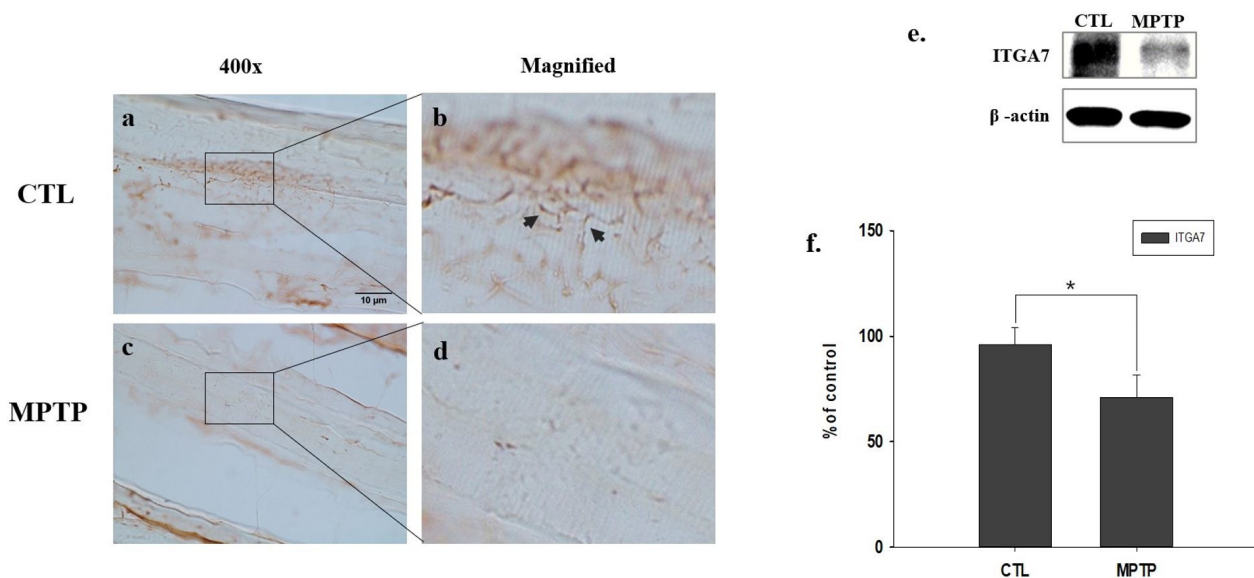 400x
Magnified
CTL
a
b
10 µm
MPTP
c
d
e.
CTL MPTP
ITGA7
β -actin
f.
ITGA7
150
100
50
0
% of control
*
CTL
MPTP